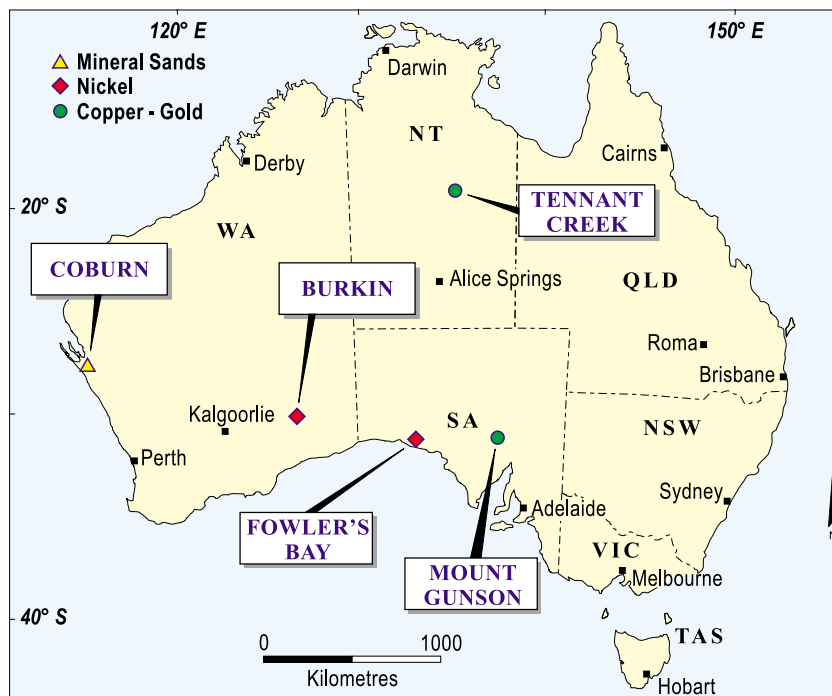 120° E
150° E
Mineral Sands
Nickel
Copper - Gold
Darwin
NT
Cairns
Derby
TENNANT
CREEK
20° S
WA
COBURN
BURKIN
Alice Springs
QLD
Roma
Brisbane
Kalgoorlie
SA
NSW
Perth
Sydney
Adelaide
FOWLER'S
BAY
VIC
MOUNT
GUNSON
Melbourne
40° S
TAS
0 1000
Kilometres
Hobart